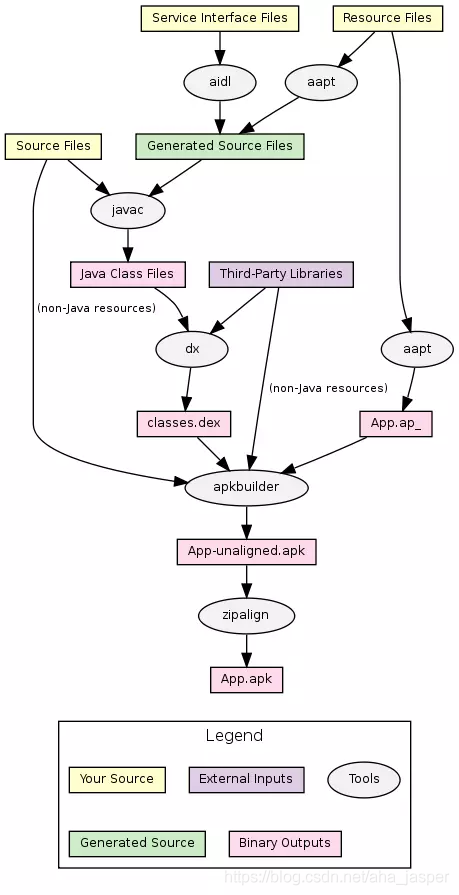 Service Interface Files
Resource Files
aidl
aapt
Source Files
Generated Source Files
javac
Java Class Files
Third-Party Libraries
(non-Java resources)
dx
aapt
(non-Java resources)
classes.dex
App.ap_
apkbuilder
App-unaligned.apk
zipalign
App.apk
Legend
Your Source
External Inputs
Tools
Generated Source
Binary Outputs
https://blog.csdn.net/aha_jasper